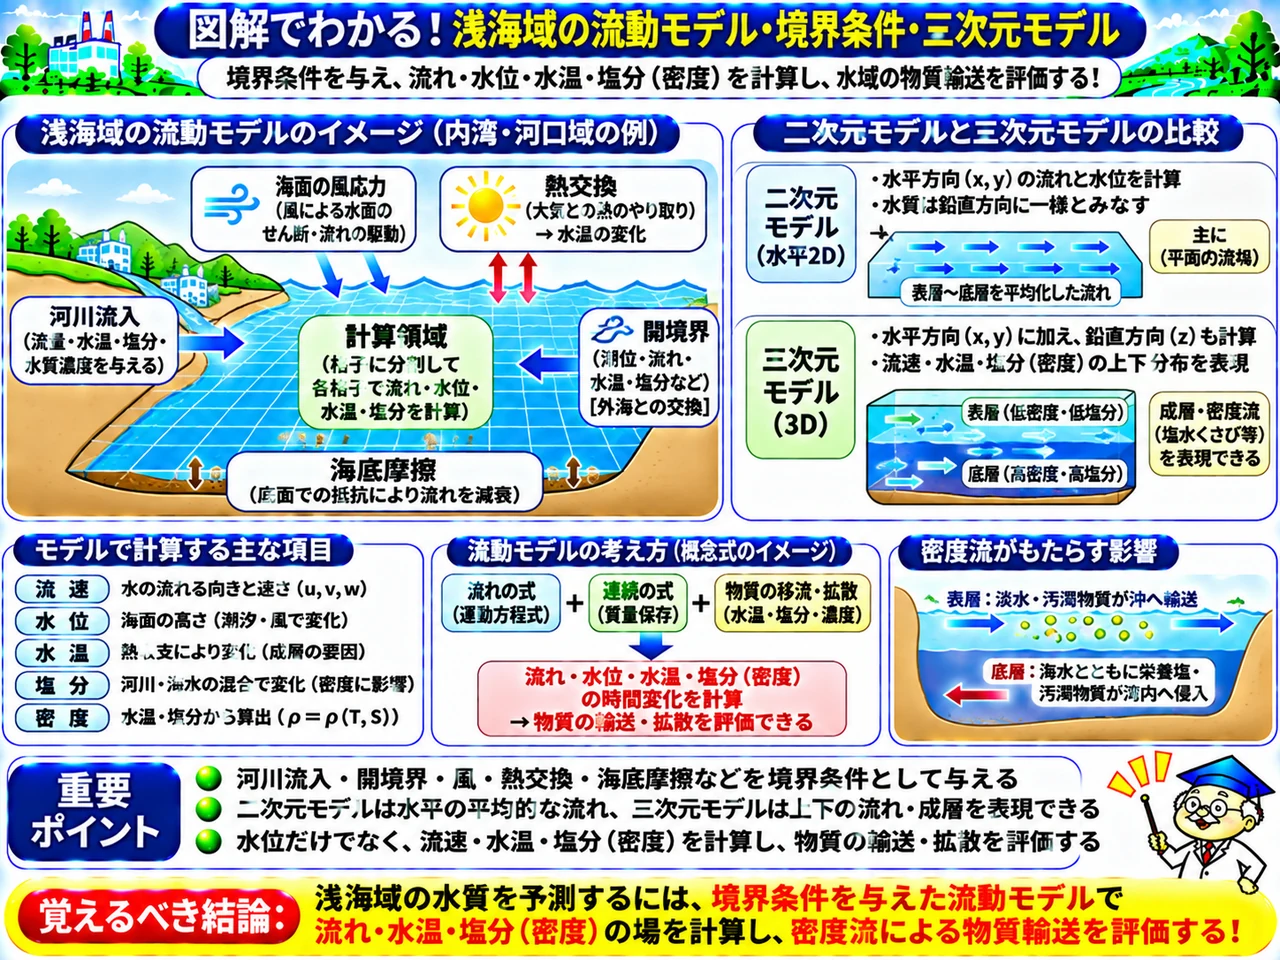 図解でわかる！浅海域の流動モデル・境界条件・三次元モデル
境界条件を与え、流れ・水位・水温・塩分（密度）を計算し、水域の物質輸送を評価する！
浅海域の流動モデルのイメージ（内湾・河口域の例）
海面の風応力
（風による水面の
せん断・流れの駆動）
熱交換
（大気との熱のやり取り）
→ 水温の変化
河川流入
（流量・水温・塩分・
水質濃度を与える）
計算領域
（格子に分割して
各格子で流れ・水位・
水温・塩分を計算）
開境界
（潮位・流れ・
水温・塩分など）
[外海との交換]
海底摩擦
（底面での抵抗により流れを減衰）
二次元モデルと三次元モデルの比較
二次元
モデル
（水平2D）
・水平方向（x, y）の流れと水位を計算
・水質は鉛直方向に一様とみなす
表層〜底層を平均化した流れ
主に
（平面の流場）
三次元
モデル
（3D）
・水平方向（x, y）に加え、鉛直方向（z）も計算
・流速・水温・塩分（密度）の上下分布を表現
表層（低密度・低塩分）
底層（高密度・高塩分）
成層・密度流
（塩水くさび等）
を表現できる
モデルで計算する主な項目
流速 水の流れる向きと速さ（u, v, w）
水位 海面の高さ（潮汐・風で変化）
水温 熱収支により変化（成層の要因）
塩分 河川・海水の混合で変化（密度に影響）
密度 水温・塩分から算出（ρ＝ρ（T, S））
流動モデルの考え方（概念式のイメージ）
流れの式
（運動方程式）
＋
連続の式
（質量保存）
＋
物質の移流・拡散
（水温・塩分・濃度）
流れ・水位・水温・塩分（密度）
の時間変化を計算
→ 物質の輸送・拡散を評価できる
密度流がもたらす影響
表層：淡水・汚濁物質が沖へ輸送
底層：海水とともに栄養塩・
汚濁物質が湾内へ侵入
重要
ポイント
河川流入・開境界・風・熱交換・海底摩擦などを境界条件として与える
二次元モデルは水平の平均的な流れ、三次元モデルは上下の流れ・成層を表現できる
水位だけでなく、流速・水温・塩分（密度）を計算し、物質の輸送・拡散を評価する
覚えるべき結論：
浅海域の水質を予測するには、境界条件を与えた流動モデルで
流れ・水温・塩分（密度）の場を計算し、密度流による物質輸送を評価する！